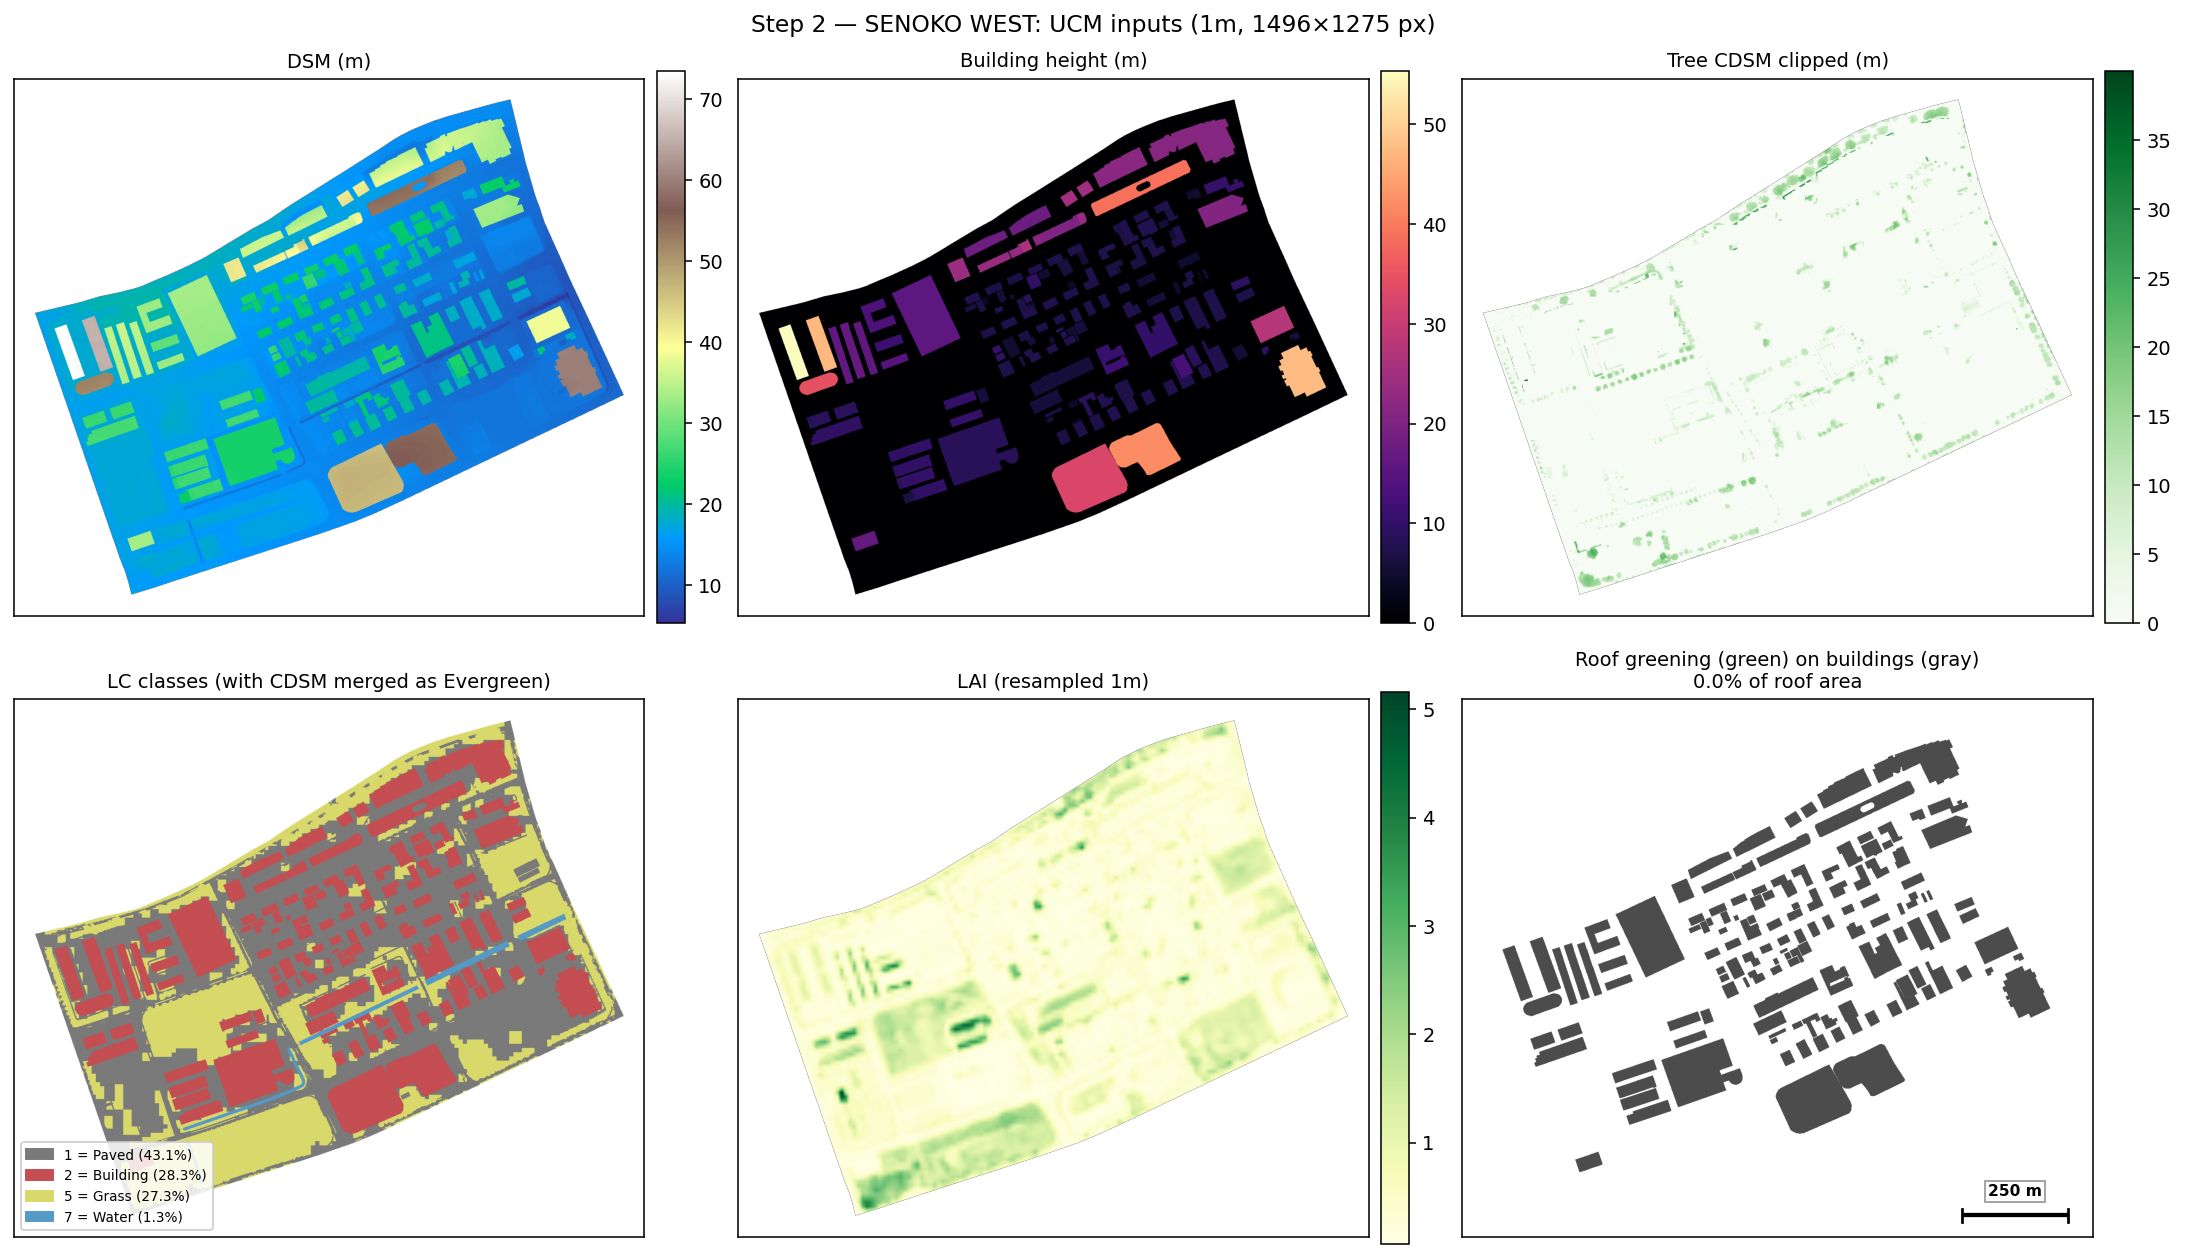 Step 2 — SENOKO WEST: UCM inputs (1m, 1496×1275 px)
DSM (m)
70
60
50
40
30
20
10
Building height (m)
50
40
30
20
10
0
Tree CDSM clipped (m)
35
30
25
20
15
10
5
0
LC classes (with CDSM merged as Evergreen)
1 = Paved (43.1%)
2 = Building (28.3%)
5 = Grass (27.3%)
7 = Water (1.3%)
LAI (resampled 1m)
5
4
3
2
1
Roof greening (green) on buildings (gray)
0.0% of roof area
250 m